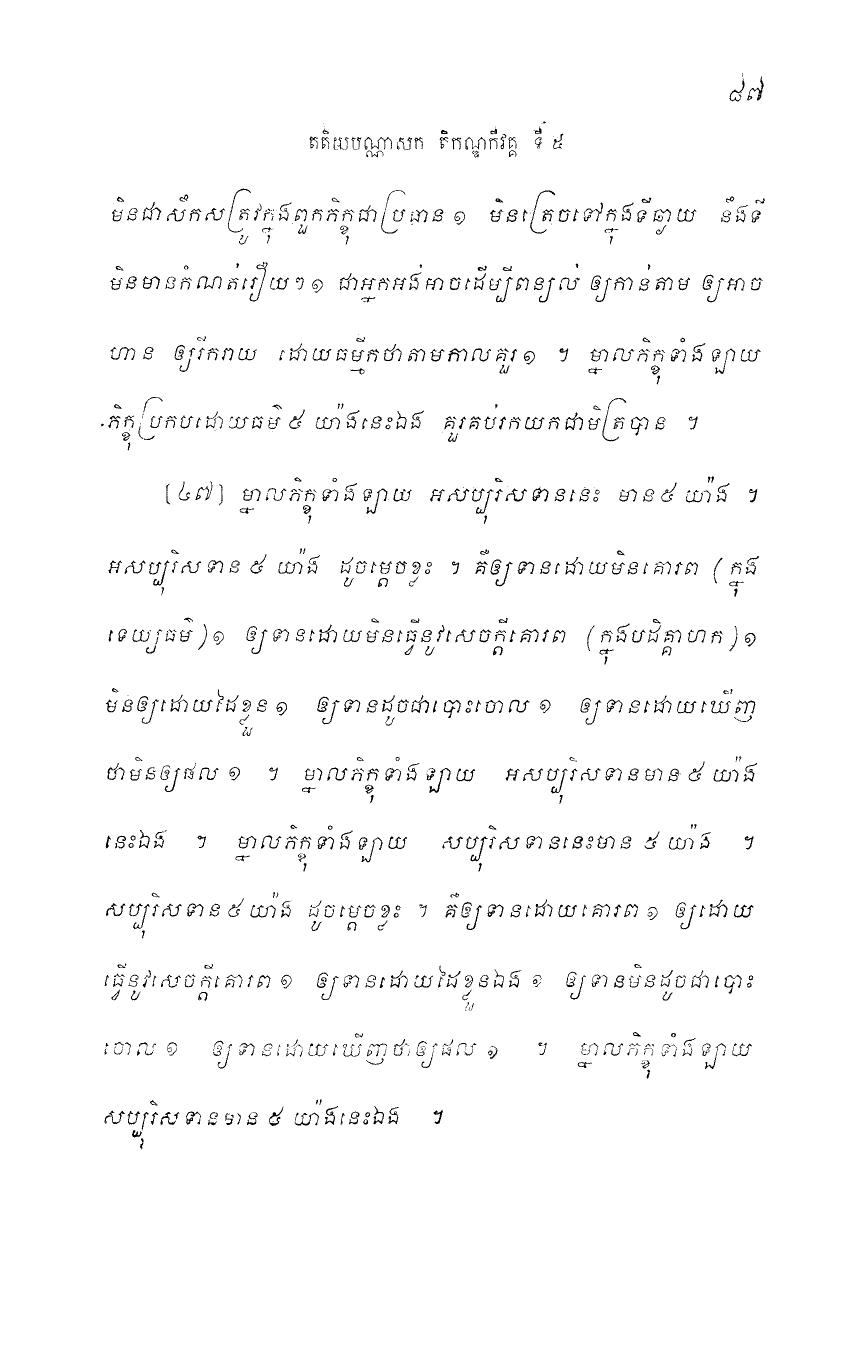 ៨៧
តតិយបណ្ណាសក តិកណ្ឌកីវគ្គ ទី ៥
មិនជាសឹកសត្រូវក្នុងពួកភិក្ខុជាប្រធាន ១ មិនត្រេចទៅក្នុងទីឆ្ងាយ នឹងទី
មិនមានកំណត់រឿយៗ ១ ជាអ្នកអង់អាចដើម្បីពន្យល់ ឲ្យកាន់តាម ឲ្យអាច
ហាន ឲ្យរីករាយ ដោយធម្មីកថាតាមកាលគួរ ១ ។ ម្នាលភិក្ខុទាំងឡាយ
ភិក្ខុប្រកបដោយធម៌ ៥ យ៉ាងនេះឯង គួរគប់រកយកជាមិត្របាន ។
[៤៧] ម្នាលភិក្ខុទាំងឡាយ អសប្បុរិសទាននេះ មាន ៥ យ៉ាង ។
អសប្បុរិសទាន ៥ យ៉ាង ដូចម្តេចខ្លះ ។ គឺឲ្យទានដោយមិនគោរព (ក្នុង
ទេយ្យធម៌) ១ ឲ្យទានដោយមិនធ្វើនូវសេចក្តីគោរព (ក្នុងបដិគ្គាហក) ១
មិនឲ្យដោយដៃខ្លួន ១ ឲ្យទានដូចជាបោះចោល ១ ឲ្យទានដោយឃើញ
ថាមិនឲ្យផល ១ ។ ម្នាលភិក្ខុទាំងឡាយ អសប្បុរិសទានមាន ៥ យ៉ាង
នេះឯង ។ ម្នាលភិក្ខុទាំងឡាយ សប្បុរិសទាននេះមាន ៥ យ៉ាង ។
សប្បុរិសទាន ៥ យ៉ាង ដូចម្តេចខ្លះ ។ គឺឲ្យទានដោយគោរព ១ ឲ្យដោយ
ធ្វើនូវសេចក្តីគោរព ១ ឲ្យទានដោយដៃខ្លួនឯង ១ ឲ្យទានមិនដូចជាបោះ
ចោល ១ ឲ្យទានដោយឃើញថាឲ្យផល ១ ។ ម្នាលភិក្ខុទាំងឡាយ
សប្បុរិសទានមាន ៥ យ៉ាងនេះឯង ។